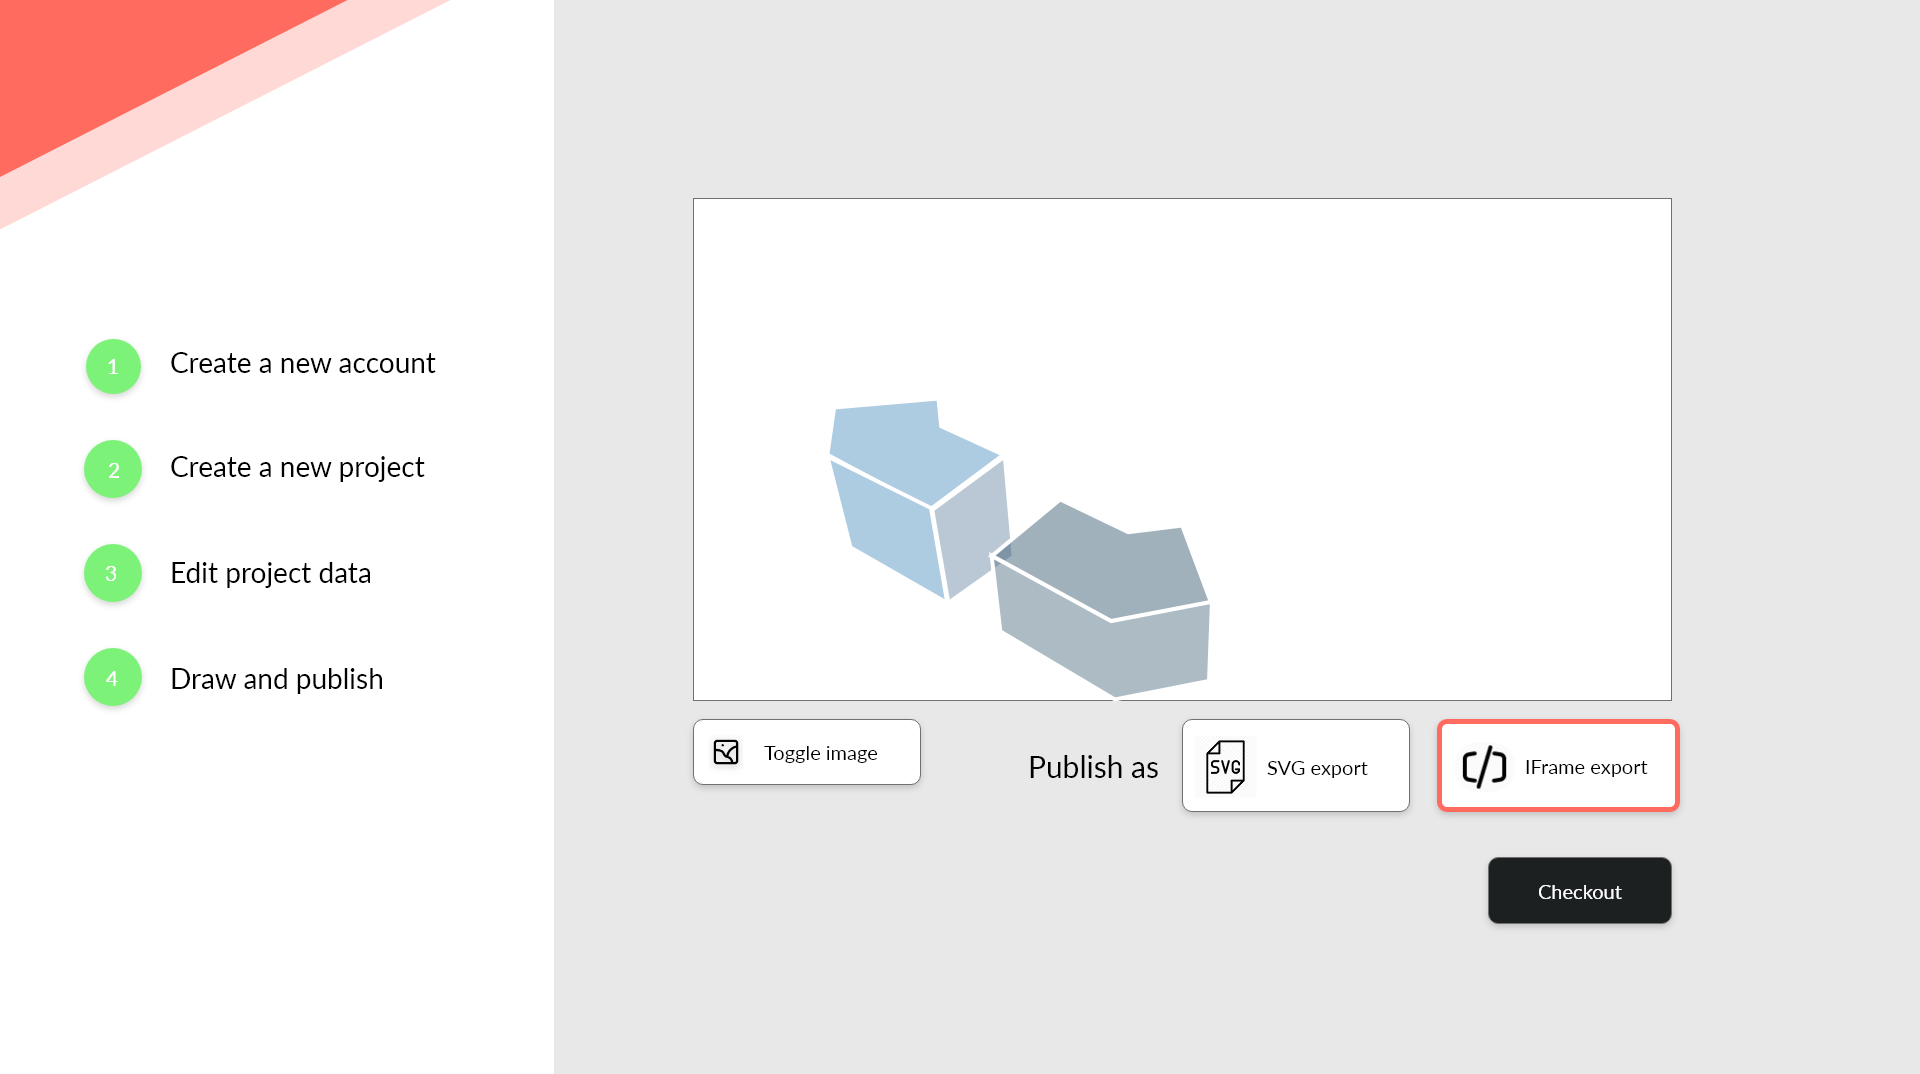 1 Create a new account
2 Create a new project
3 Edit project data
4 Draw and publish
Toggle image
Publish as
SVG SVG export
IFrame export
Checkout